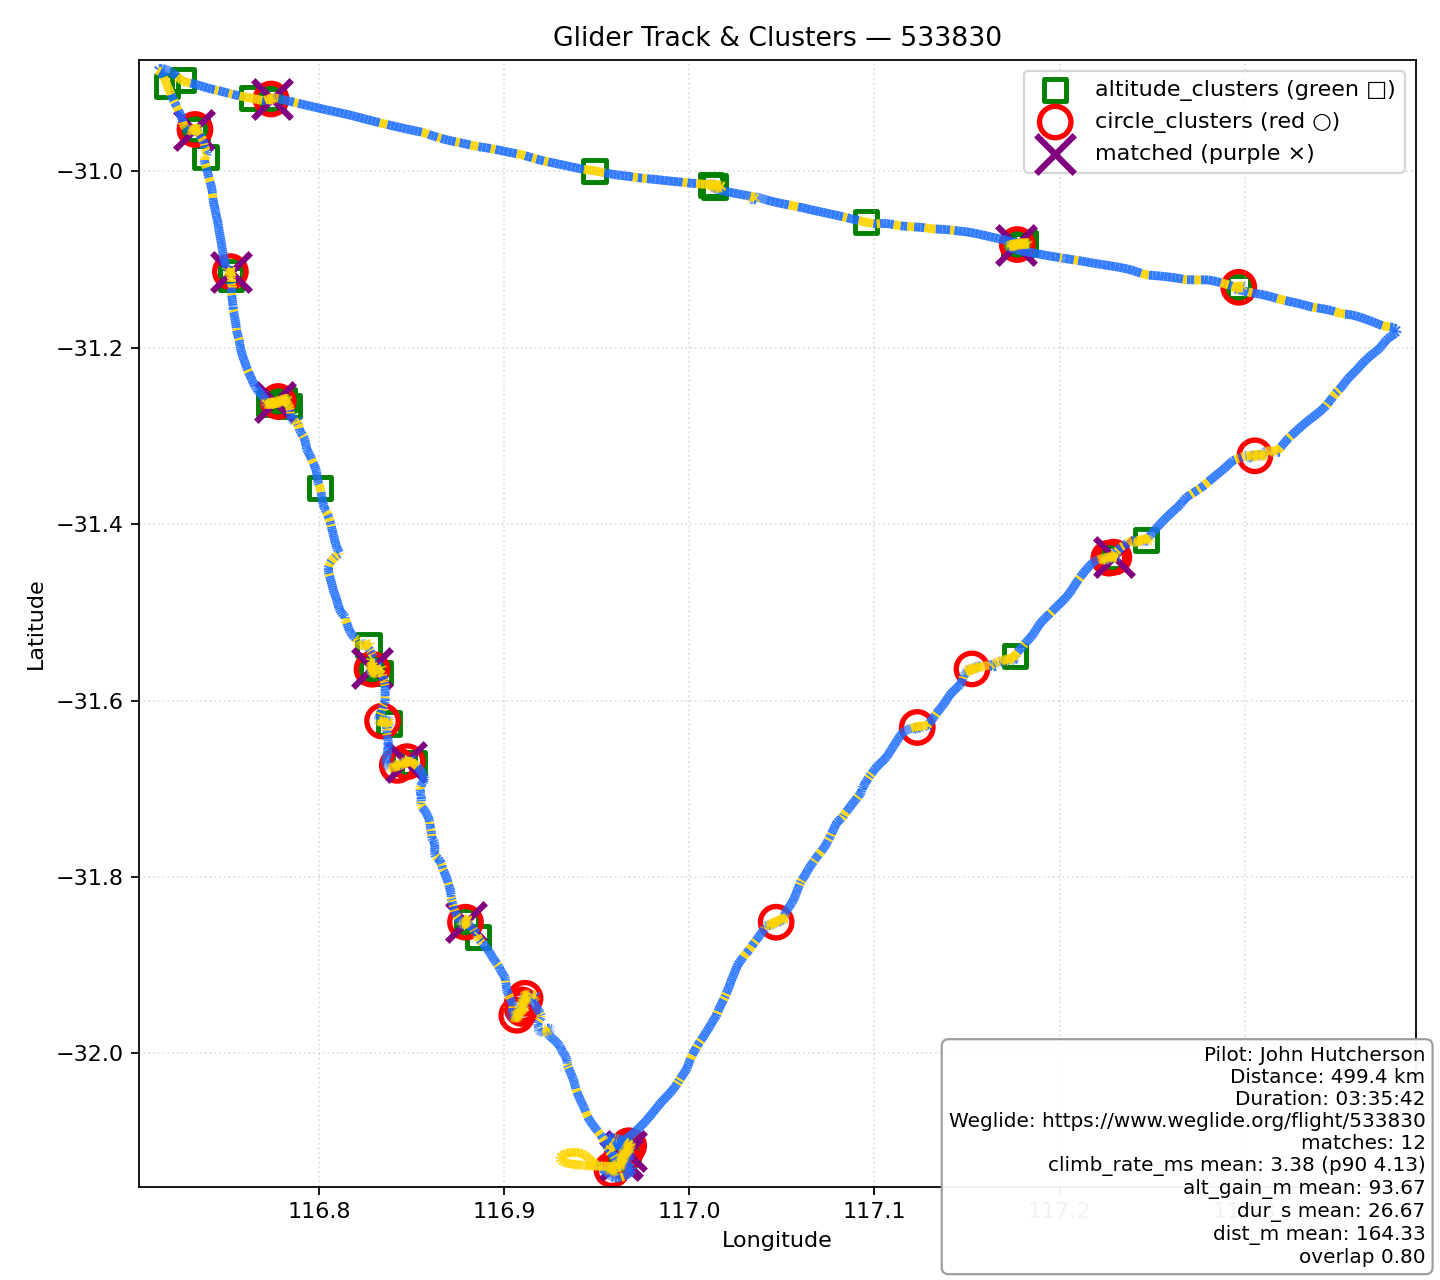 Glider Track & Clusters — 533830
altitude_clusters (green □)
circle_clusters (red ○)
matched (purple ×)
Latitude
−31.0
−31.2
−31.4
−31.6
−31.8
−32.0
116.8
116.9
117.0
117.1
117.2
Longitude
Pilot: John Hutcherson
Distance: 499.4 km
Duration: 03:35:42
Weglide: https://www.weglide.org/flight/533830
matches: 12
climb_rate_ms mean: 3.38 (p90 4.13)
alt_gain_m mean: 93.67
dur_s mean: 26.67
dist_m mean: 164.33
overlap 0.80